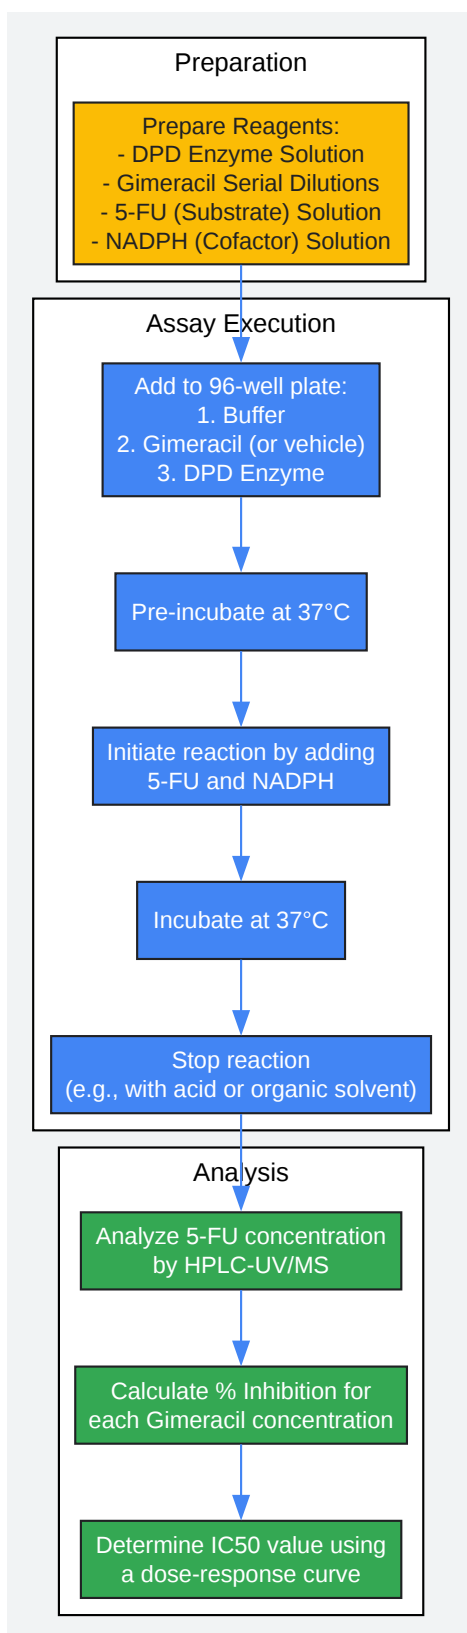 Preparation
Prepare Reagents:
- DPD Enzyme Solution
- Gimeracil Serial Dilutions
- 5-FU (Substrate) Solution
- NADPH (Cofactor) Solution
Assay Execution
Add to 96-well plate:
1. Buffer
2. Gimeracil (or vehicle)
3. DPD Enzyme
Pre-incubate at 37°C
Initiate reaction by adding
5-FU and NADPH
Incubate at 37°C
Stop reaction
(e.g., with acid or organic solvent)
Analysis
Analyze 5-FU concentration
by HPLC-UV/MS
Calculate % Inhibition for
each Gimeracil concentration
Determine IC50 value using
a dose-response curve